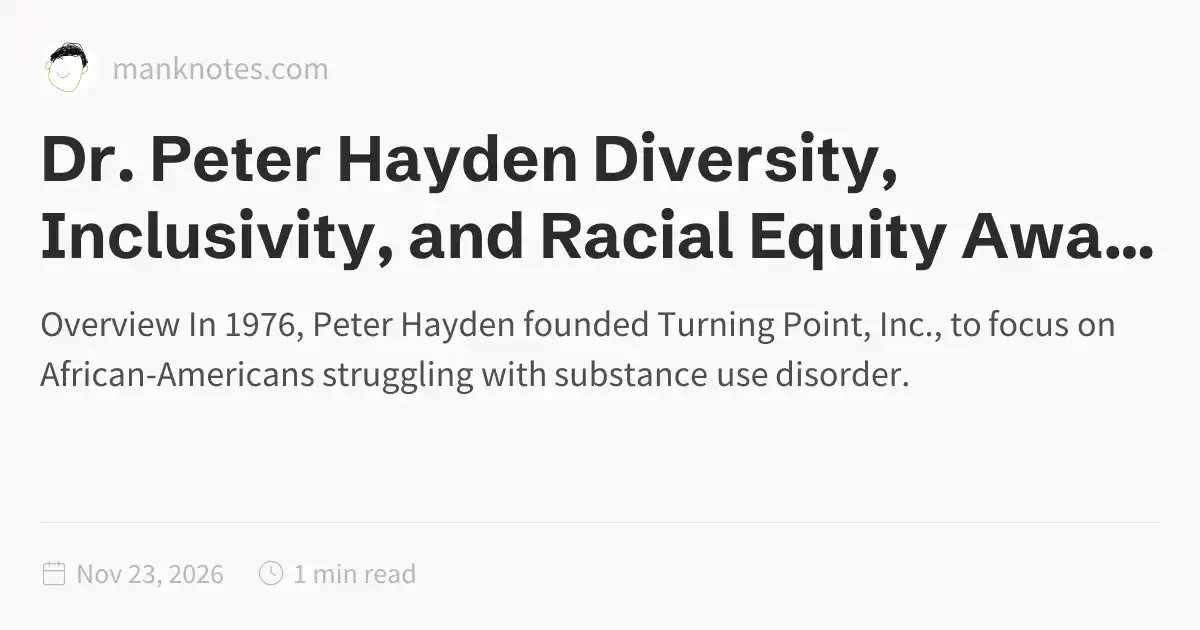 manknotes.com
Dr. Peter Hayden Diversity,
Inclusivity, and Racial Equity Awa...
Overview In 1976, Peter Hayden founded Turning Point, Inc., to focus on
African-Americans struggling with substance use disorder.
Nov 23, 2026 1 min read